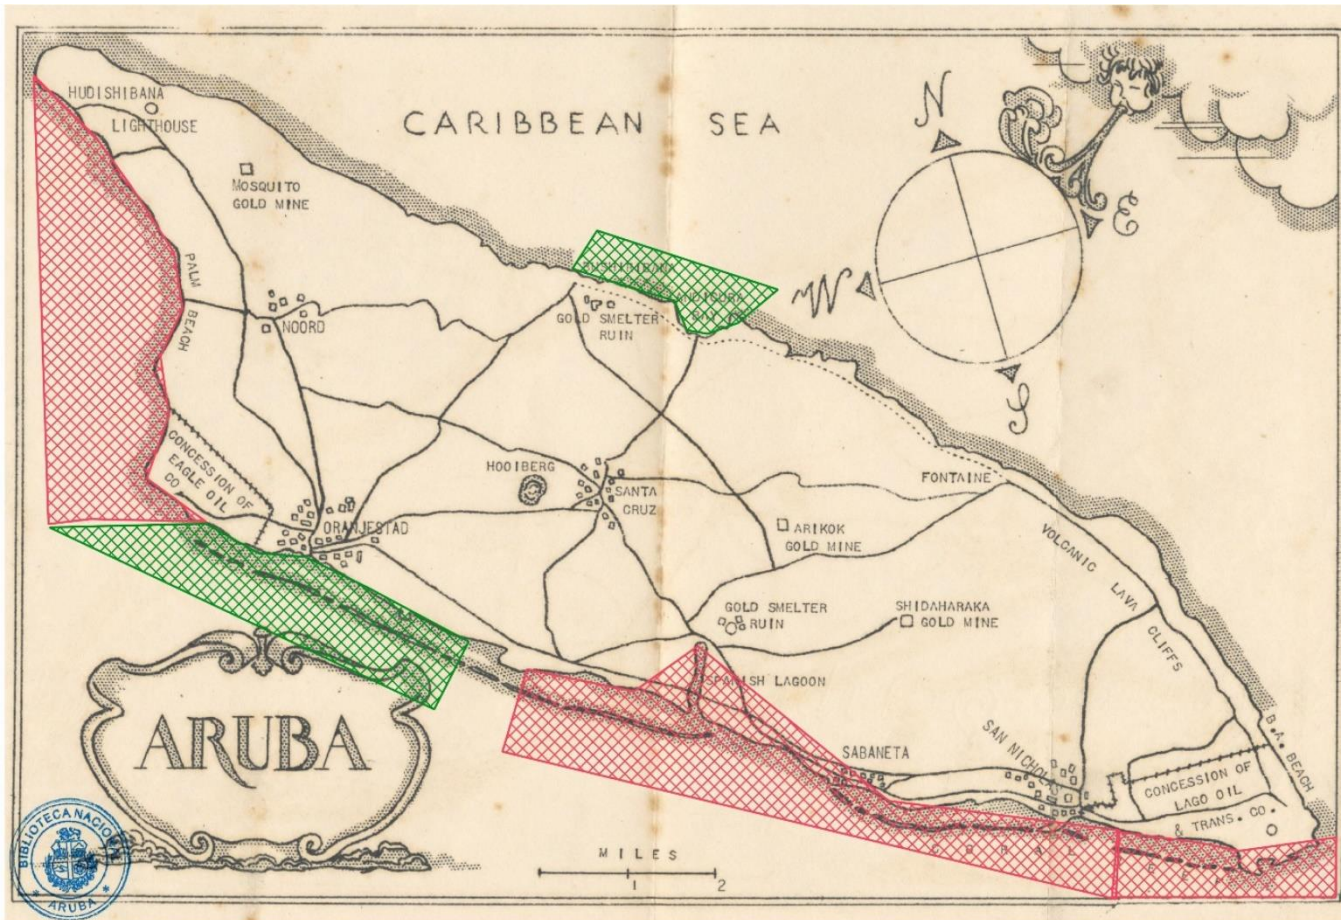 HUDISHIBANA
LIGHTHOUSE
CARIBBEAN SEA
N
E
W
S
MOSQUITO
GOLD MINE
PALM
BEACH
NOORD
GOLD SMELTER
RUIN
CONCESSION OF
EAGLE OIL
CO
HOOIBERG
SANTA
CRUZ
FONTAINE
ORANJESTAD
ARIKOK
GOLD MINE
VOLCANIC LAVA CLIFFS
GOLD SMELTER
RUIN
SHIDAHARAKA
GOLD MINE
SPANISH LAGOON
ARUBA
SABANETA
SAN NICHOLAS
B.A. BEACH
CONCESSION OF
LAGO OIL
& TRANS. CO.
CORAL
MILES
1
2
BIBLIOTECA NACIONAL
* ARUBA *